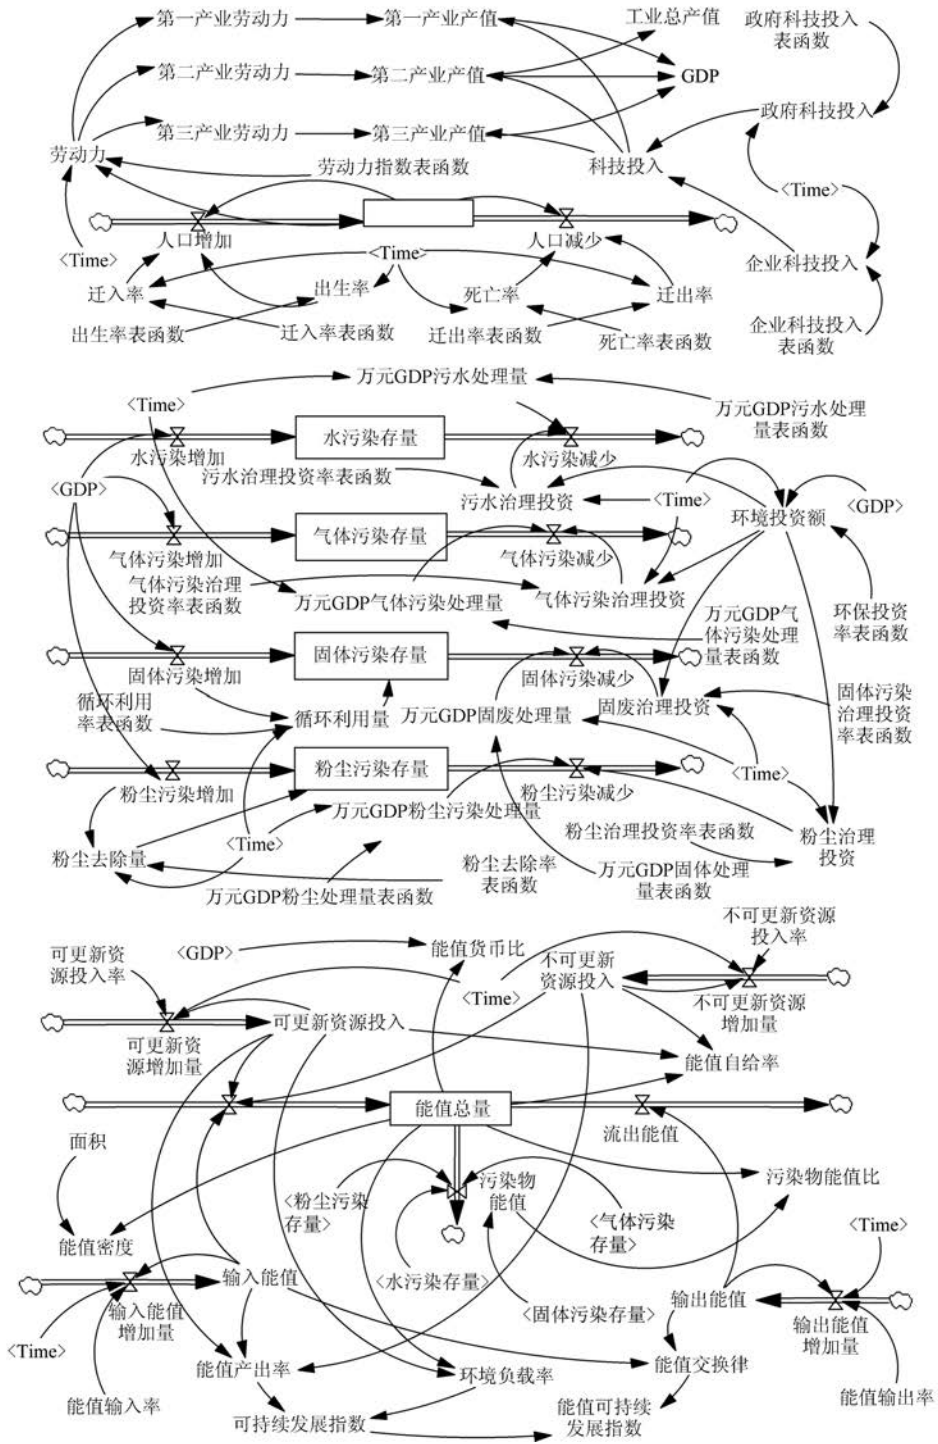 第一产业劳动力
第一产业产值
工业总产值
政府科技投入
表函数
第二产业劳动力
第二产业产值
GDP
政府科技投入
第三产业劳动力
第三产业产值
劳动力
劳动力指数表函数
科技投入
<Time>
人口增加
人口减少
<Time>
<Time>
企业科技投入
迁入率
出生率
死亡率
迁出率
出生率表函数
迁入率表函数
迁出率表函数
死亡率表函数
企业科技投入
表函数
万元GDP污水处理量
<Time>
万元GDP污水处理
量表函数
水污染存量
水污染增加
水污染减少
污水治理投资率表函数
<GDP>
污水治理投资
<Time>
<GDP>
环境投资额
气体污染存量
气体污染增加
气体污染减少
气体污染治理
投资率表函数
万元GDP气体污染处理量
气体污染治理投资
万元GDP气
体污染处理
量表函数
环保投资
率表函数
固体污染存量
固体污染增加
固体污染减少
循环利用
率表函数
循环利用量
万元GDP固废处理量
固废治理投资
固体污染
治理投资
率表函数
粉尘污染存量
粉尘污染增加
粉尘污染减少
<Time>
万元GDP粉尘污染处理量
<Time>
粉尘治理投资率表函数
粉尘治理
投资
粉尘去除量
粉尘去除率
表函数
万元GDP固体处理
量表函数
万元GDP粉尘处理量表函数
不可更新资源
投入率
可更新资
源投入率
<GDP>
能值货币比
不可更新
资源投入
<Time>
不可更新资源
增加量
可更新资源投入
可更新资
源增加量
能值自给率
能值总量
流出能值
面积
<粉尘污染
存量>
污染物
能值
污染物能值比
<气体污染
存量>
<Time>
能值密度
<水污染存量>
输入能值
输出能值
<固体污染存量>
输入能值
增加量
输出能值
增加量
<Time>
能值产出率
环境负载率
能值交换律
能值输入率
能值输出率
可持续发展指数
能值可持续
发展指数